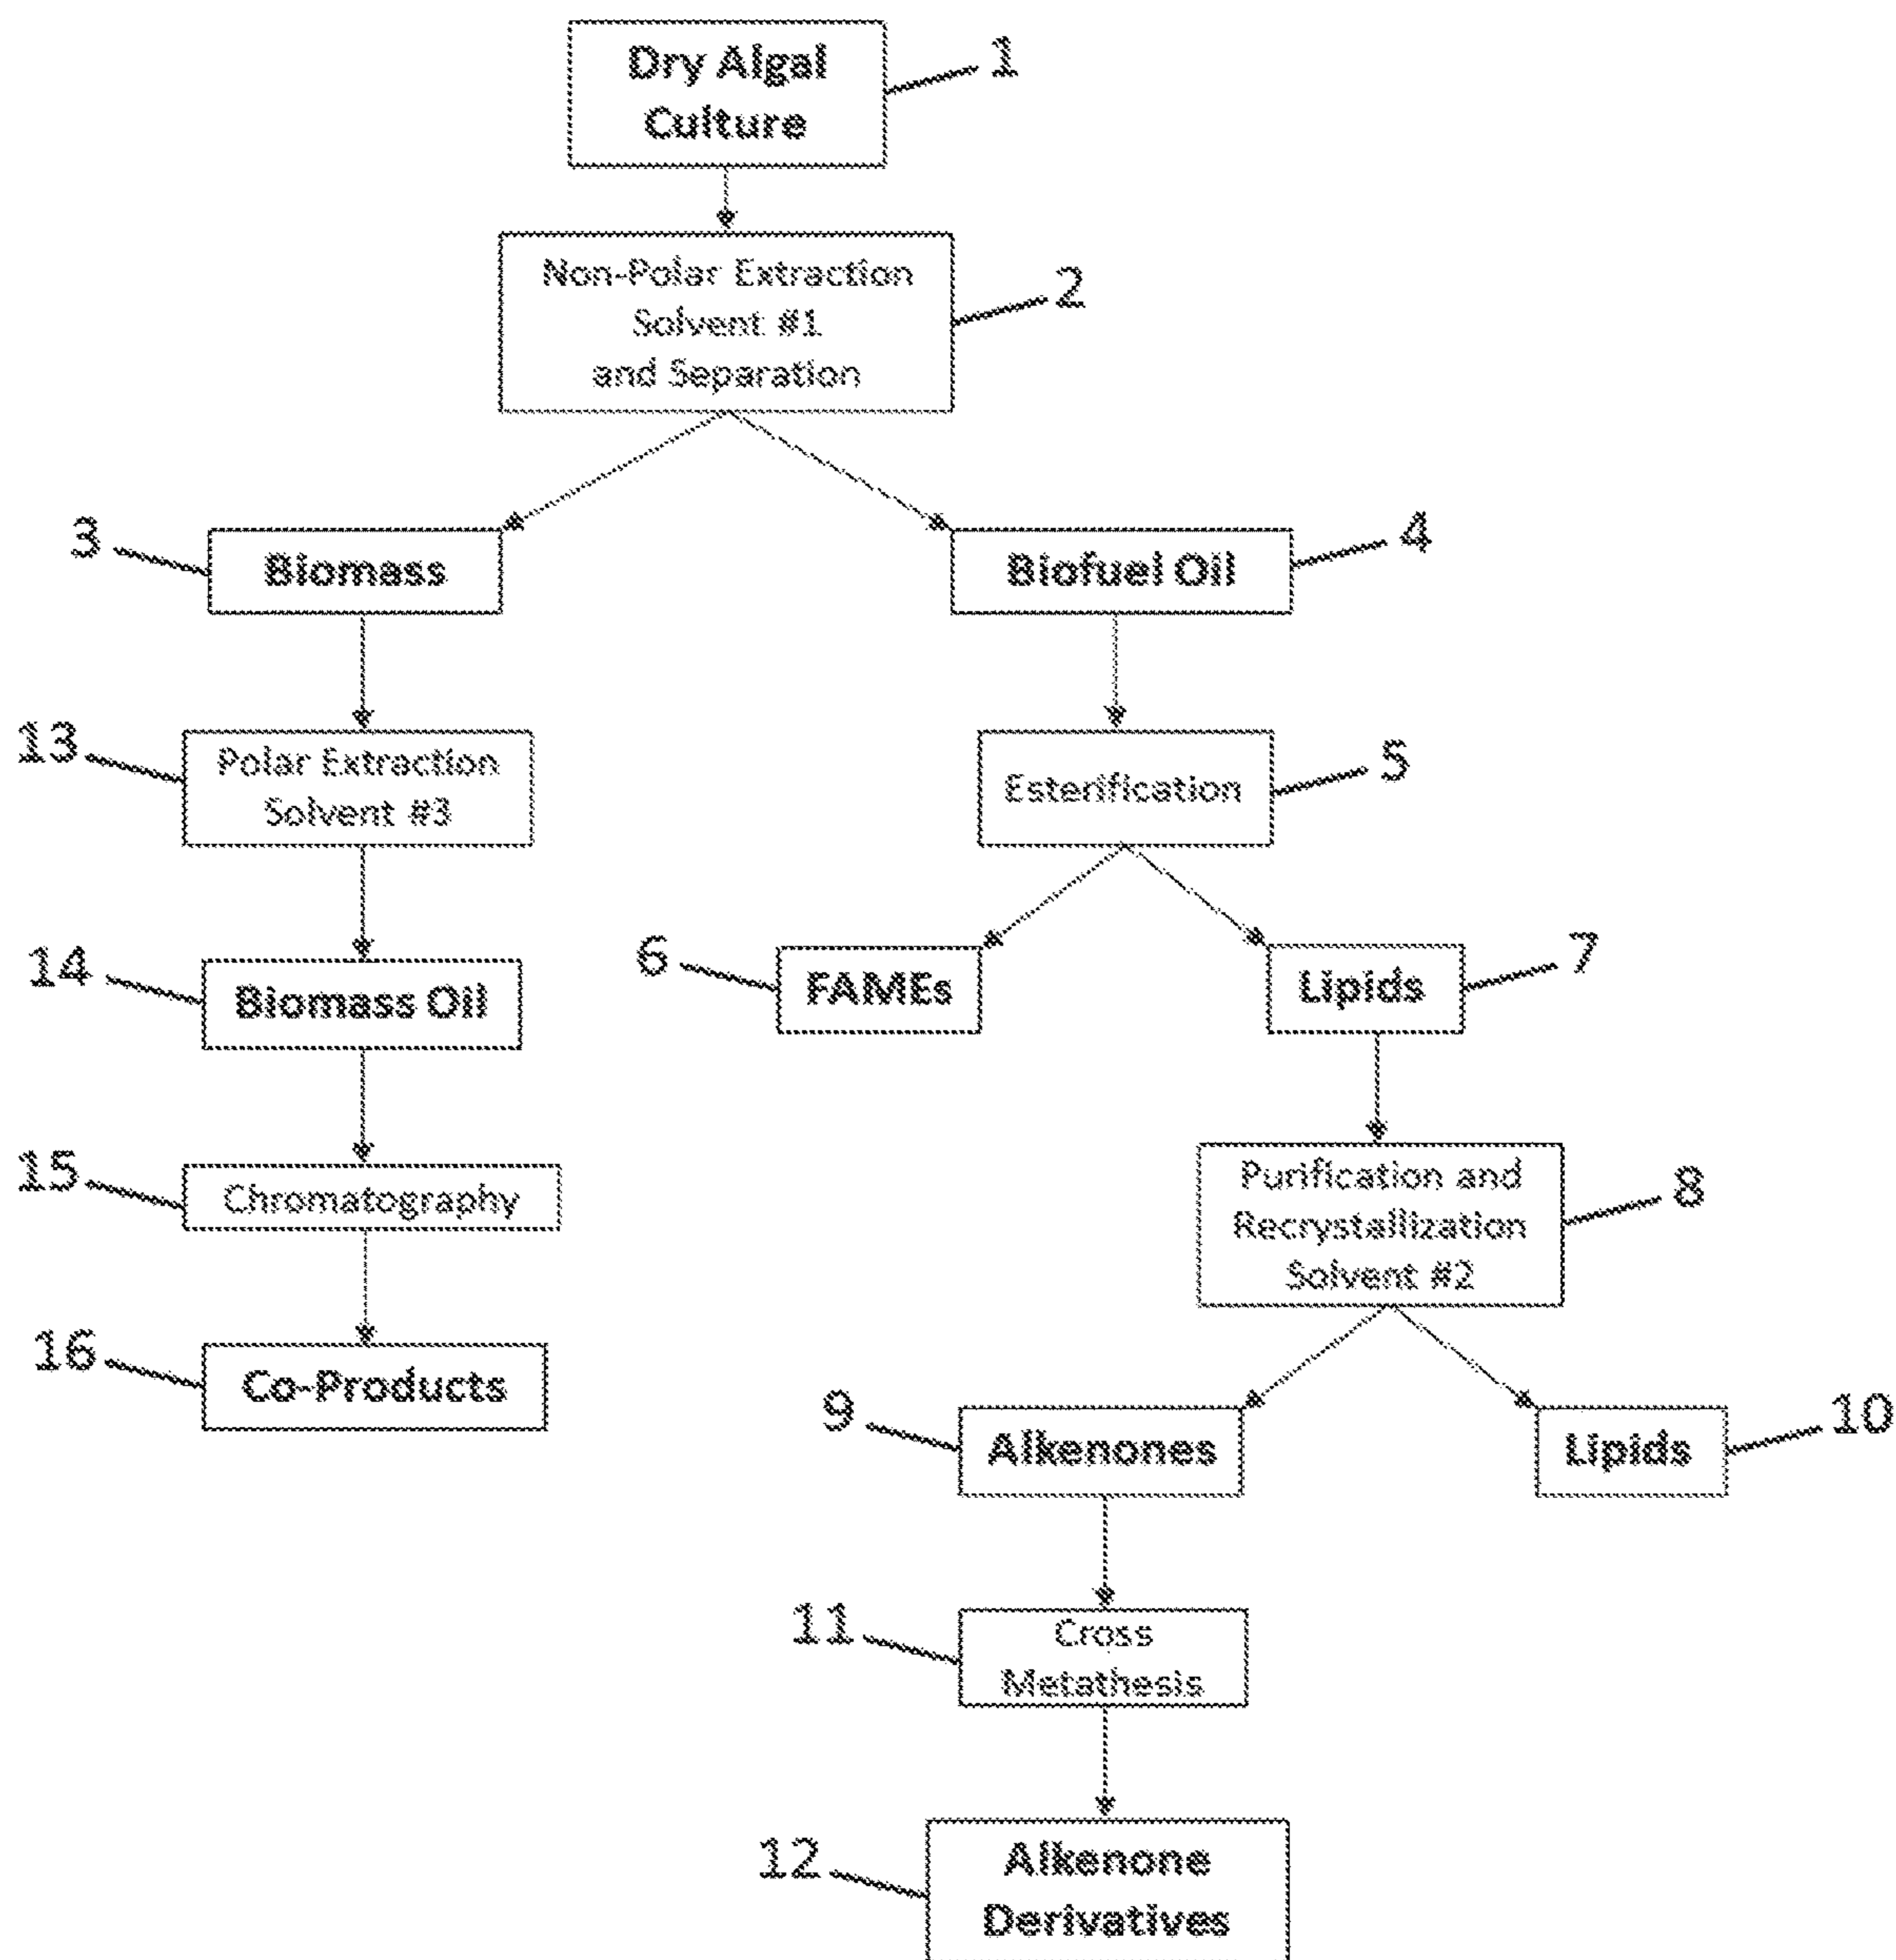 Dry Algal
Culture
1
Non-Polar Extraction
Solvent #1
and Separation
2
3
Biomass
Biofuel Oil
4
13
Polar Extraction
Solvent #3
Esterification
5
14
Biomass Oil
6
FAMEs
Lipids
7
15
Chromatography
Purification and
Recrystallization
Solvent #2
8
16
Co-Products
9
Alkenones
Lipids
10
11
Cross
Metathesis
12
Alkenone
Derivatives